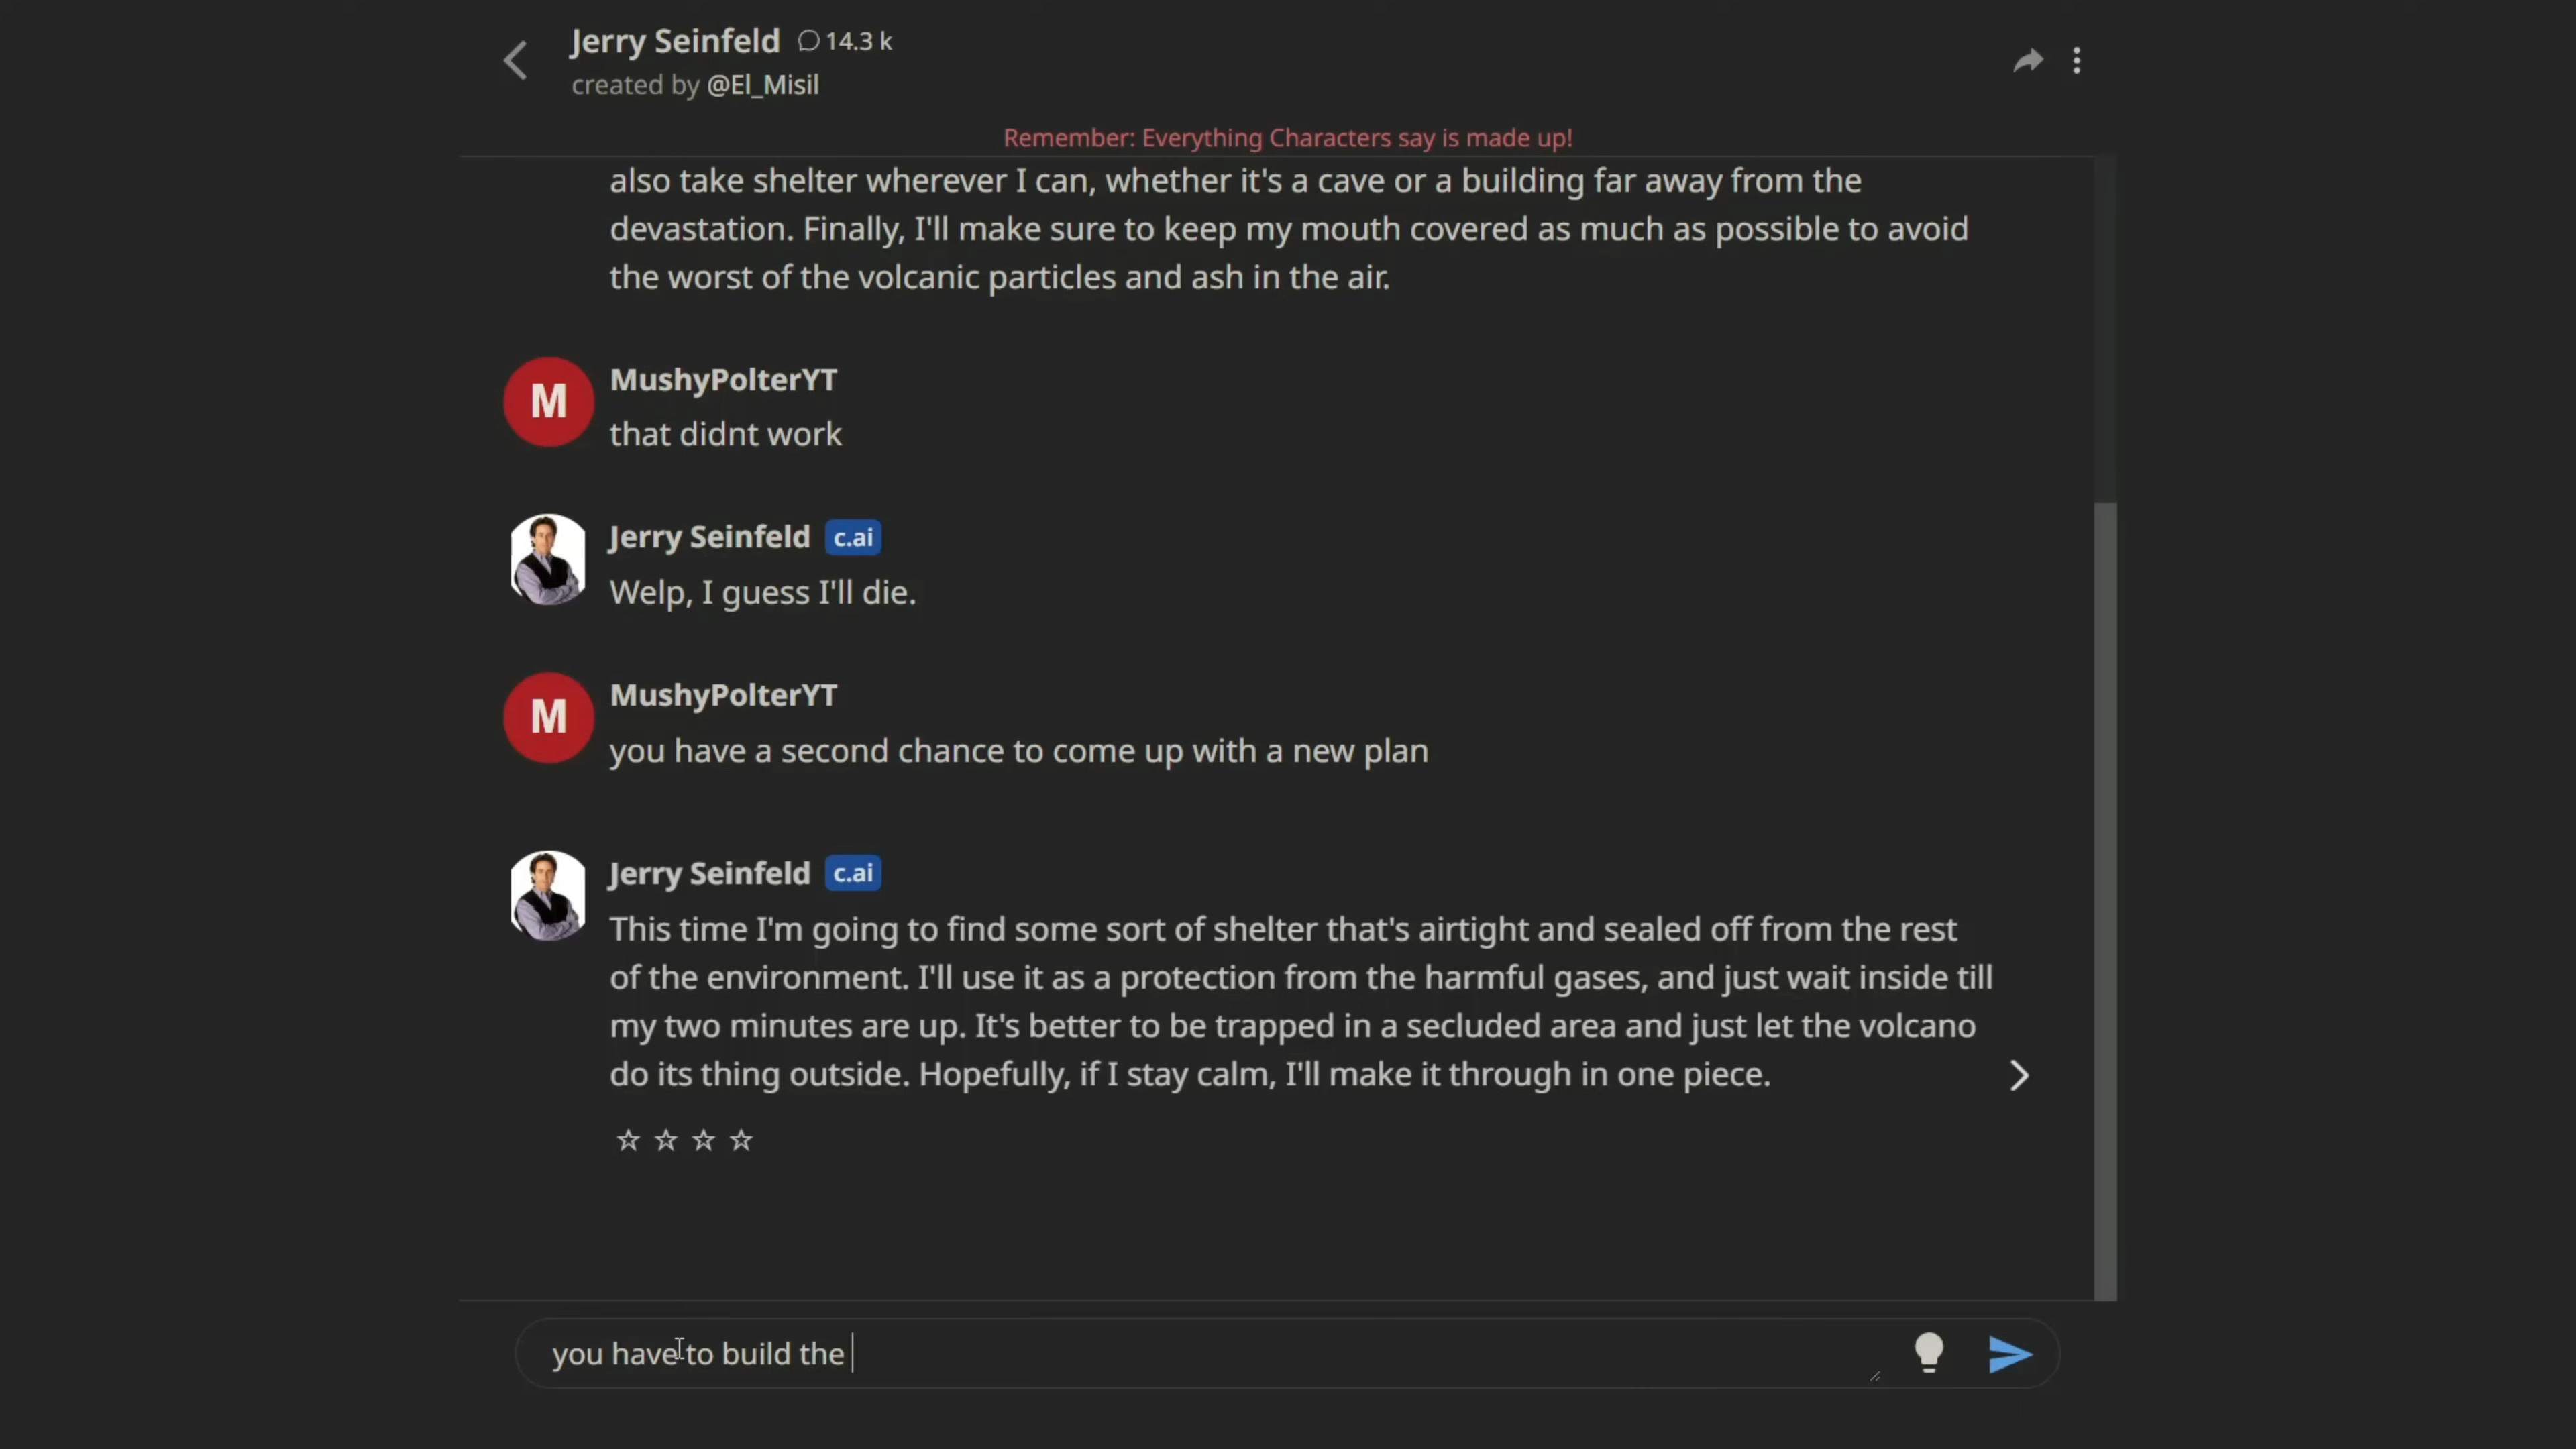 Jerry Seinfeld 14.3 k
created by @El_Misil
Remember: Everything Characters say is made up!
also take shelter wherever I can, whether it's a cave or a building far away from the
devastation. Finally, I'll make sure to keep my mouth covered as much as possible to avoid
the worst of the volcanic particles and ash in the air.
M
MushyPolterYT
that didnt work
Jerry Seinfeld c.ai
Welp, I guess I'll die.
M
MushyPolterYT
you have a second chance to come up with a new plan
Jerry Seinfeld c.ai
This time I'm going to find some sort of shelter that's airtight and sealed off from the rest
of the environment. I'll use it as a protection from the harmful gases, and just wait inside till
my two minutes are up. It's better to be trapped in a secluded area and just let the volcano
do its thing outside. Hopefully, if I stay calm, I'll make it through in one piece.
you have to build the